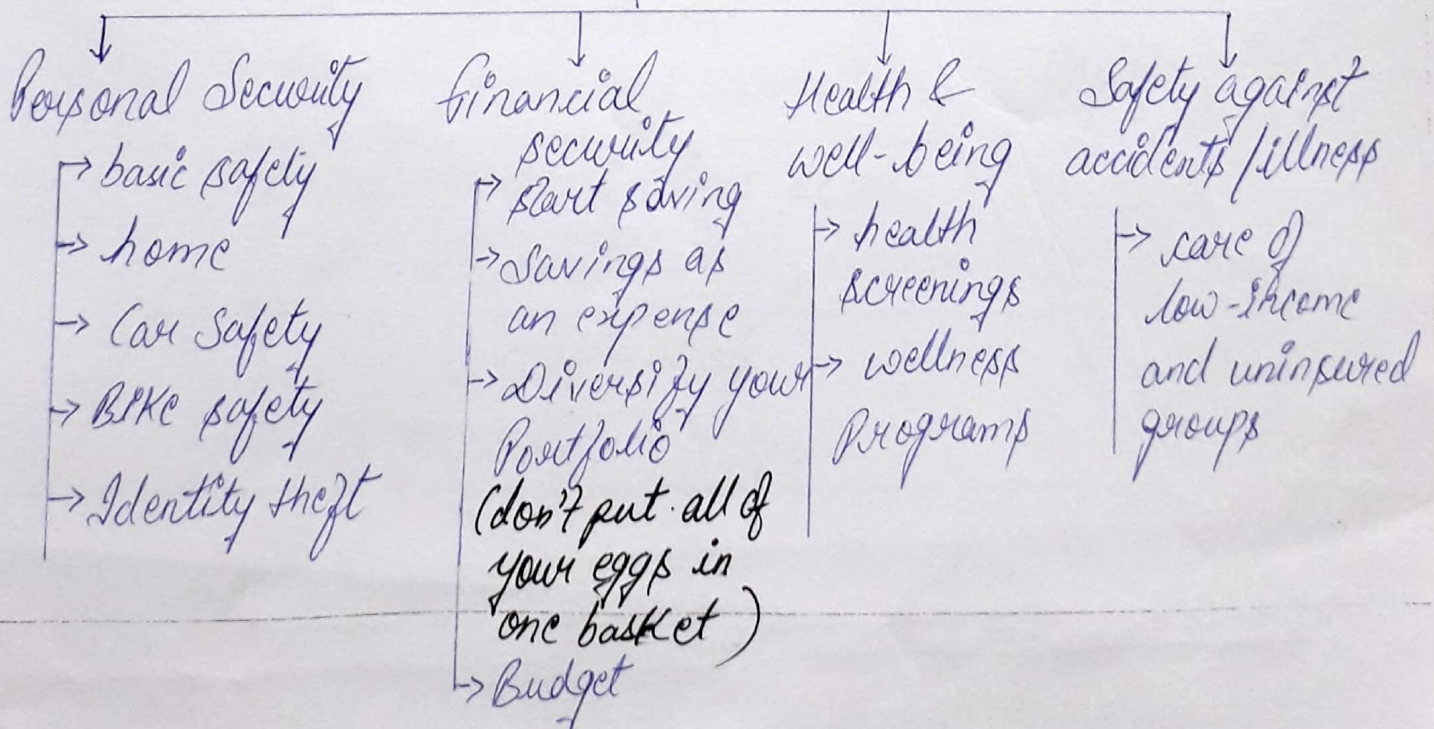 Personal Security
basic safety
home
Car Safety
BIKe safety
Identity theft
financial
security
start saving
Savings as
an expense
Diversify your
Portfolio
(don't put all of
your eggs in
one basket)
Budget
Health &
well-being
health
screenings
wellness
Programs
Safety against
accidents/illness
care of
low-income
and uninsured
groups